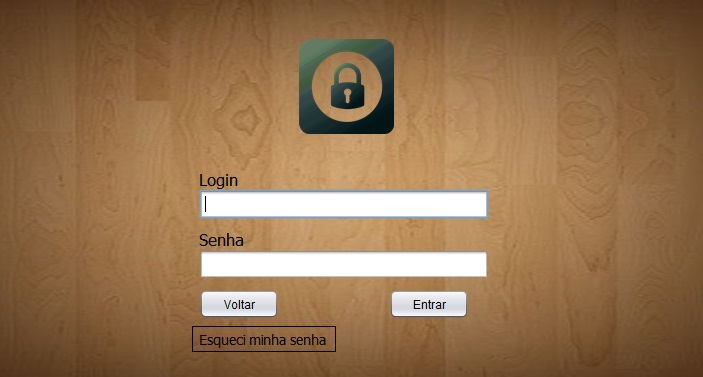 Login
Senha
Voltar Entrar
Esqueci minha senha